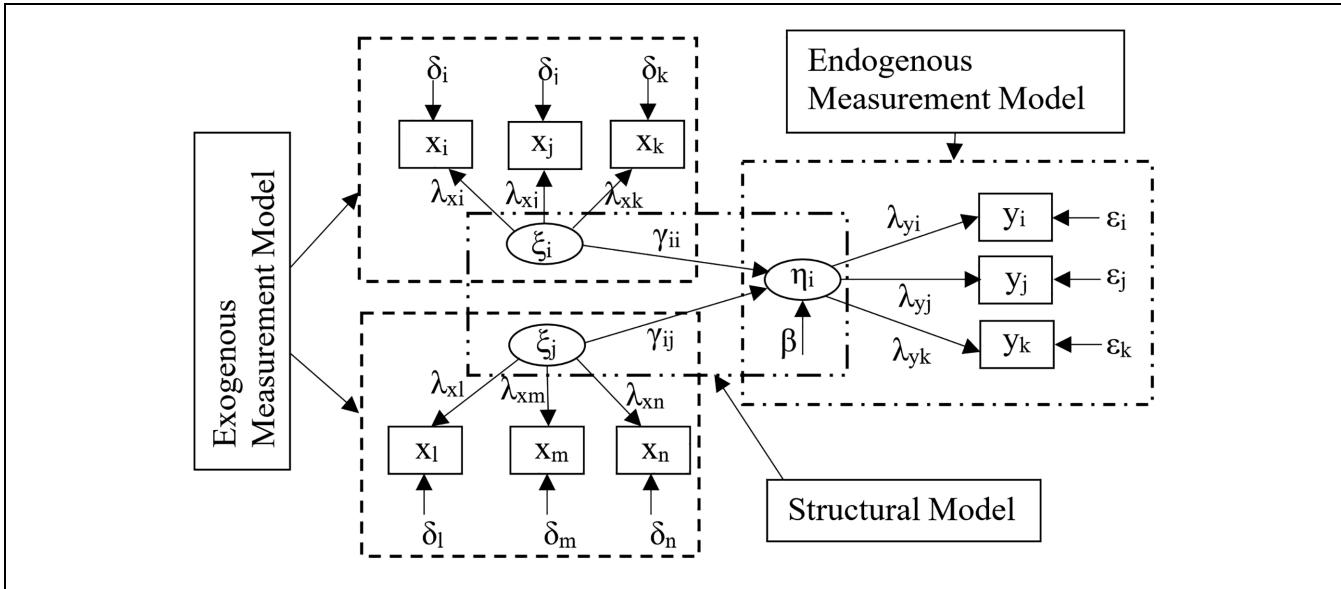 Exogenous
Measurement Model
δi δj δk
xi xj xk
λxi λxj λxk
ξi
γii
ξj
γij
λxl λxm λxn
xl xm xn
δl δm δn
ηi
β
Endogenous
Measurement Model
λyi
yi
εi
λyj
yj
εj
λyk
yk
εk
Structural Model